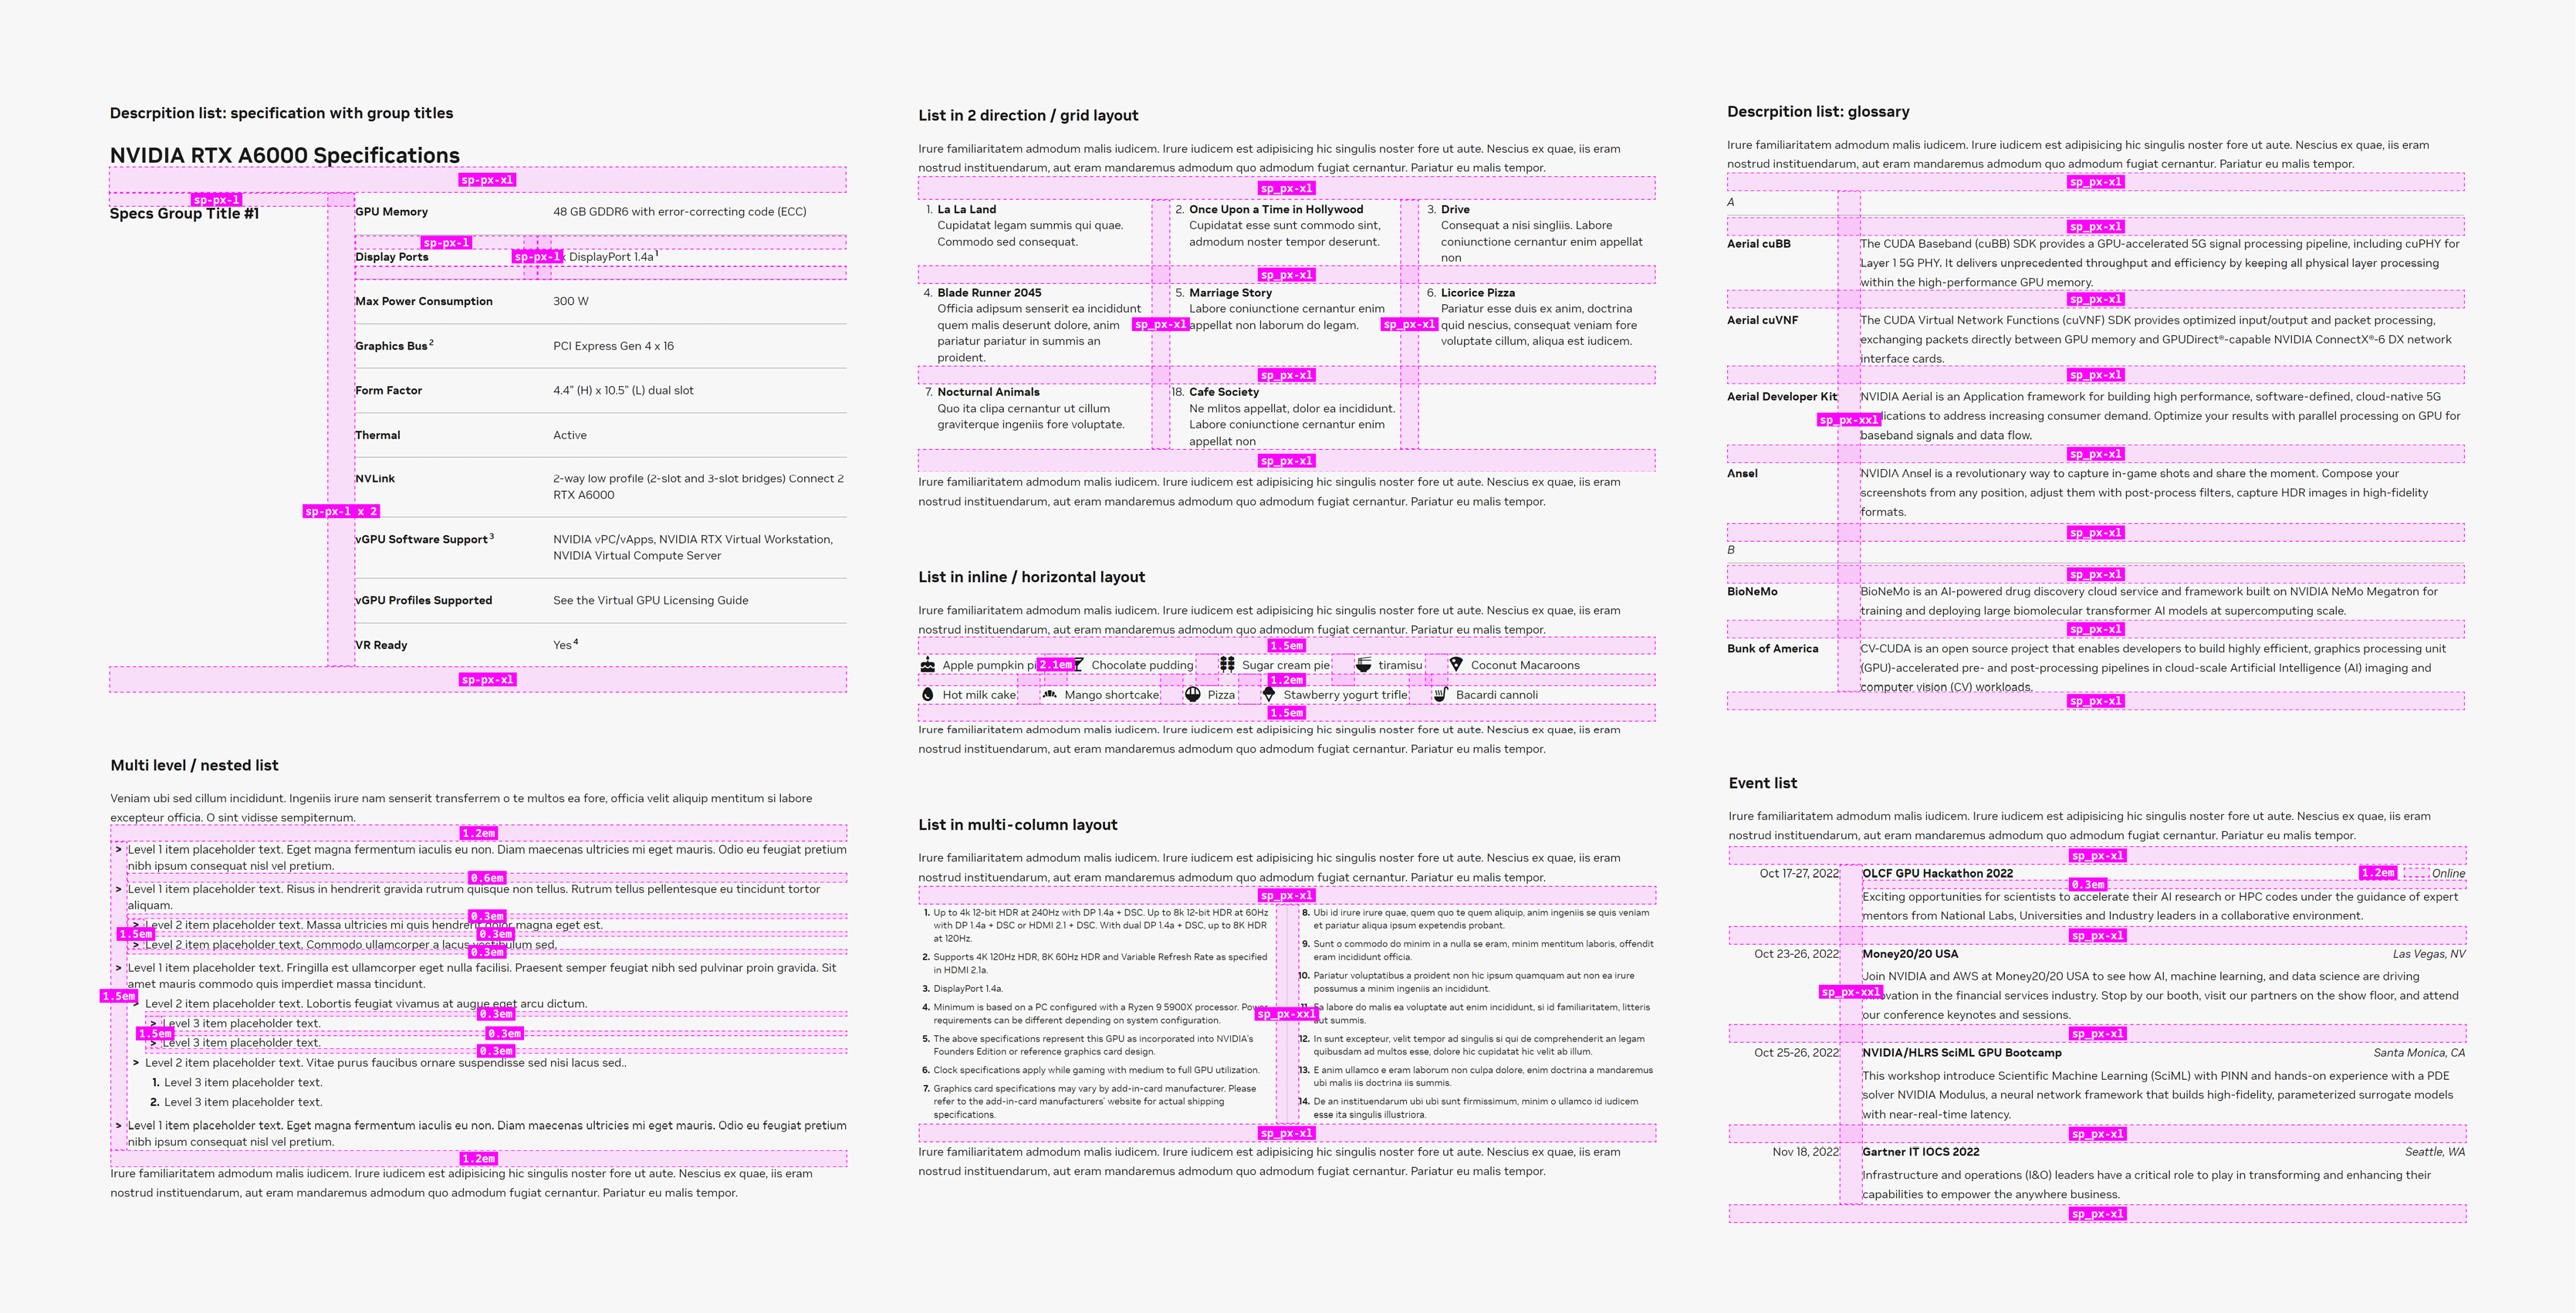 Descrpition list: specification with group titles
NVIDIA RTX A6000 Specifications
sp-px-xl
sp-px-l
Specs Group Title #1
GPU Memory 48 GB GDDR6 with error-correcting code (ECC)
sp-px-l
Display Ports sp-px-l x DisplayPort 1.4a¹
Max Power Consumption 300 W
Graphics Bus² PCI Express Gen 4 x 16
Form Factor 4.4" (H) x 10.5" (L) dual slot
Thermal Active
NVLink 2-way low profile (2-slot and 3-slot bridges) Connect 2
RTX A6000
sp-px-l x 2
vGPU Software Support³ NVIDIA vPC/vApps, NVIDIA RTX Virtual Workstation,
NVIDIA Virtual Compute Server
vGPU Profiles Supported See the Virtual GPU Licensing Guide
VR Ready Yes⁴
sp-px-xl
Multi level / nested list
Veniam ubi sed cillum incididunt. Ingeniis irure nam senserit transferrem o te multos ea fore, officia velit aliquip mentitum si labore
excepteur officia. O sint vidisse sempiternum.
1.2em
> Level 1 item placeholder text. Eget magna fermentum iaculis eu non. Diam maecenas ultricies mi eget mauris. Odio eu feugiat pretium
nibh ipsum consequat nisl vel pretium.
0.6em
> Level 1 item placeholder text. Risus in hendrerit gravida rutrum quisque non tellus. Rutrum tellus pellentesque eu tincidunt tortor
aliquam.
0.3em
> Level 2 item placeholder text. Massa ultricies mi quis hendrerit dolor magna eget est.
1.5em 0.3em
> Level 2 item placeholder text. Commodo ullamcorper a lacus vestibulum sed.
0.3em
> Level 1 item placeholder text. Fringilla est ullamcorper eget nulla facilisi. Praesent semper feugiat nibh sed pulvinar proin gravida. Sit
amet mauris commodo quis imperdiet massa tincidunt.
1.5em
> Level 2 item placeholder text. Lobortis feugiat vivamus at augue eget arcu dictum.
0.3em
> Level 3 item placeholder text.
1.5em 0.3em
> Level 3 item placeholder text.
0.3em
> Level 2 item placeholder text. Vitae purus faucibus ornare suspendisse sed nisi lacus sed..
1. Level 3 item placeholder text.
2. Level 3 item placeholder text.
> Level 1 item placeholder text. Eget magna fermentum iaculis eu non. Diam maecenas ultricies mi eget mauris. Odio eu feugiat pretium
nibh ipsum consequat nisl vel pretium.
1.2em
Irure familiaritatem admodum malis iudicem. Irure iudicem est adipisicing hic singulis noster fore ut aute. Nescius ex quae, iis eram
nostrud instituendarum, aut eram mandaremus admodum quo admodum fugiat cernantur. Pariatur eu malis tempor.
List in 2 direction / grid layout
Irure familiaritatem admodum malis iudicem. Irure iudicem est adipisicing hic singulis noster fore ut aute. Nescius ex quae, iis eram
nostrud instituendarum, aut eram mandaremus admodum quo admodum fugiat cernantur. Pariatur eu malis tempor.
sp_px-xl
1. La La Land
Cupidatat legam summis qui quae.
Commodo sed consequat.
2. Once Upon a Time in Hollywood
Cupidatat esse sunt commodo sint,
admodum noster tempor deserunt.
3. Drive
Consequat a nisi singliis. Labore
coniunctione cernantur enim appellat
non
sp_px-xl
4. Blade Runner 2045
Officia adipsum senserit ea incididunt
quem malis deserunt dolore, anim
pariatur pariatur in summis an
proident.
sp_px-xl
5. Marriage Story
Labore coniunctione cernantur enim
appellat non laborum do legam.
sp_px-xl
6. Licorice Pizza
Pariatur esse duis ex anim, doctrina
quid nescius, consequat veniam fore
voluptate cillum, aliqua est iudicem.
sp_px-xl
7. Nocturnal Animals
Quo ita clipa cernantur ut cillum
graviterque ingeniis fore voluptate.
18. Cafe Society
Ne mlitos appellat, dolor ea incididunt.
Labore coniunctione cernantur enim
appellat non
sp_px-xl
Irure familiaritatem admodum malis iudicem. Irure iudicem est adipisicing hic singulis noster fore ut aute. Nescius ex quae, iis eram
nostrud instituendarum, aut eram mandaremus admodum quo admodum fugiat cernantur. Pariatur eu malis tempor.
List in inline / horizontal layout
Irure familiaritatem admodum malis iudicem. Irure iudicem est adipisicing hic singulis noster fore ut aute. Nescius ex quae, iis eram
nostrud instituendarum, aut eram mandaremus admodum quo admodum fugiat cernantur. Pariatur eu malis tempor.
1.5em
Apple pumpkin pi 2.1em Chocolate pudding Sugar cream pie tiramisu Coconut Macaroons
1.2em
Hot milk cake Mango shortcake Pizza Stawberry yogurt trifle Bacardi cannoli
1.5em
Irure familiaritatem admodum malis iudicem. Irure iudicem est adipisicing hic singulis noster fore ut aute. Nescius ex quae, iis eram
nostrud instituendarum, aut eram mandaremus admodum quo admodum fugiat cernantur. Pariatur eu malis tempor.
List in multi-column layout
Irure familiaritatem admodum malis iudicem. Irure iudicem est adipisicing hic singulis noster fore ut aute. Nescius ex quae, iis eram
nostrud instituendarum, aut eram mandaremus admodum quo admodum fugiat cernantur. Pariatur eu malis tempor.
sp_px-xl
1. Up to 4k 12-bit HDR at 240Hz with DP 1.4a + DSC. Up to 8k 12-bit HDR at 60Hz
with DP 1.4a + DSC or HDMI 2.1 + DSC. With dual DP 1.4a + DSC, up to 8K HDR
at 120Hz.
2. Supports 4K 120Hz HDR, 8K 60Hz HDR and Variable Refresh Rate as specified
in HDMI 2.1a.
3. DisplayPort 1.4a.
4. Minimum is based on a PC configured with a Ryzen 9 5900X processor. Power
requirements can be different depending on system configuration.
5. The above specifications represent this GPU as incorporated into NVIDIA's
Founders Edition or reference graphics card design.
6. Clock specifications apply while gaming with medium to full GPU utilization.
7. Graphics card specifications may vary by add-in-card manufacturer. Please
refer to the add-in-card manufacturers' website for actual shipping
specifications.
sp_px-xxl
8. Ubi id irure irure quae, quem quo te quem aliquip, anim ingeniis se quis veniam
et pariatur aliqua ipsum expetendis probant.
9. Sunt o commodo do minim in a nulla se eram, minim mentitum laboris, offendit
eram incididunt officia.
10. Pariatur voluptatibus a proident non hic ipsum quamquam aut non ea irure
possumus a minim ingeniis an incididunt.
11. Ea labore do malis ea voluptate aut enim incididunt, si id familiaritatem, litteris
aut summis.
12. In sunt excepteur, velit tempor ad singulis si qui de comprehenderit an legam
quibusdam ad multos esse, dolore hic cupidatat hic velit ab illum.
13. E anim ullamco e eram laborum non culpa dolore, enim doctrina a mandaremus
ubi malis iis doctrina iis summis.
14. De an instituendarum ubi ubi sunt firmissimum, minim o ullamco id iudicem
esse ita singulis illustriora.
sp_px-xl
Irure familiaritatem admodum malis iudicem. Irure iudicem est adipisicing hic singulis noster fore ut aute. Nescius ex quae, iis eram
nostrud instituendarum, aut eram mandaremus admodum quo admodum fugiat cernantur. Pariatur eu malis tempor.
Descrpition list: glossary
Irure familiaritatem admodum malis iudicem. Irure iudicem est adipisicing hic singulis noster fore ut aute. Nescius ex quae, iis eram
nostrud instituendarum, aut eram mandaremus admodum quo admodum fugiat cernantur. Pariatur eu malis tempor.
sp_px-xl
A
sp_px-xl
Aerial cuBB The CUDA Baseband (cuBB) SDK provides a GPU-accelerated 5G signal processing pipeline, including cuPHY for
Layer 1 5G PHY. It delivers unprecedented throughput and efficiency by keeping all physical layer processing
within the high-performance GPU memory.
sp_px-xl
Aerial cuVNF The CUDA Virtual Network Functions (cuVNF) SDK provides optimized input/output and packet processing,
exchanging packets directly between GPU memory and GPUDirect®-capable NVIDIA ConnectX®-6 DX network
interface cards.
sp_px-xl
Aerial Developer Kit NVIDIA Aerial is an Application framework for building high performance, software-defined, cloud-native 5G
sp_px-xxl lications to address increasing consumer demand. Optimize your results with parallel processing on GPU for
baseband signals and data flow.
sp_px-xl
Ansel NVIDIA Ansel is a revolutionary way to capture in-game shots and share the moment. Compose your
screenshots from any position, adjust them with post-process filters, capture HDR images in high-fidelity
formats.
sp_px-xl
B
sp_px-xl
BioNeMo BioNeMo is an AI-powered drug discovery cloud service and framework built on NVIDIA NeMo Megatron for
training and deploying large biomolecular transformer AI models at supercomputing scale.
sp_px-xl
Bunk of America CV-CUDA is an open source project that enables developers to build highly efficient, graphics processing unit
(GPU)-accelerated pre- and post-processing pipelines in cloud-scale Artificial Intelligence (AI) imaging and
computer vision (CV) workloads.
sp_px-xl
Event list
Irure familiaritatem admodum malis iudicem. Irure iudicem est adipisicing hic singulis noster fore ut aute. Nescius ex quae, iis eram
nostrud instituendarum, aut eram mandaremus admodum quo admodum fugiat cernantur. Pariatur eu malis tempor.
sp_px-xl
Oct 17-27, 2022 OLCF GPU Hackathon 2022 1.2em Online
0.3em
Exciting opportunities for scientists to accelerate their AI research or HPC codes under the guidance of expert
mentors from National Labs, Universities and Industry leaders in a collaborative environment.
sp_px-xl
Oct 23-26, 2022 Money20/20 USA Las Vegas, NV
Join NVIDIA and AWS at Money20/20 USA to see how AI, machine learning, and data science are driving
sp_px-xxl ovation in the financial services industry. Stop by our booth, visit our partners on the show floor, and attend
our conference keynotes and sessions.
sp_px-xl
Oct 25-26, 2022 NVIDIA/HLRS SciML GPU Bootcamp Santa Monica, CA
This workshop introduce Scientific Machine Learning (SciML) with PINN and hands-on experience with a PDE
solver NVIDIA Modulus, a neural network framework that builds high-fidelity, parameterized surrogate models
with near-real-time latency.
sp_px-xl
Nov 18, 2022 Gartner IT IOCS 2022 Seattle, WA
Infrastructure and operations (I&O) leaders have a critical role to play in transforming and enhancing their
capabilities to empower the anywhere business.
sp_px-xl